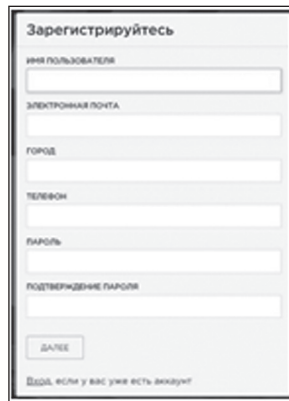 Зарегистрируйтесь
ИМЯ ПОЛЬЗОВАТЕЛЯ
ЭЛЕКТРОННАЯ ПОЧТА
ГОРОД
ТЕЛЕФОН
ПАРОЛЬ
ПОДТВЕРЖДЕНИЕ ПАРОЛЯ
ДАЛЕЕ
Вход, если у вас уже есть аккаунт